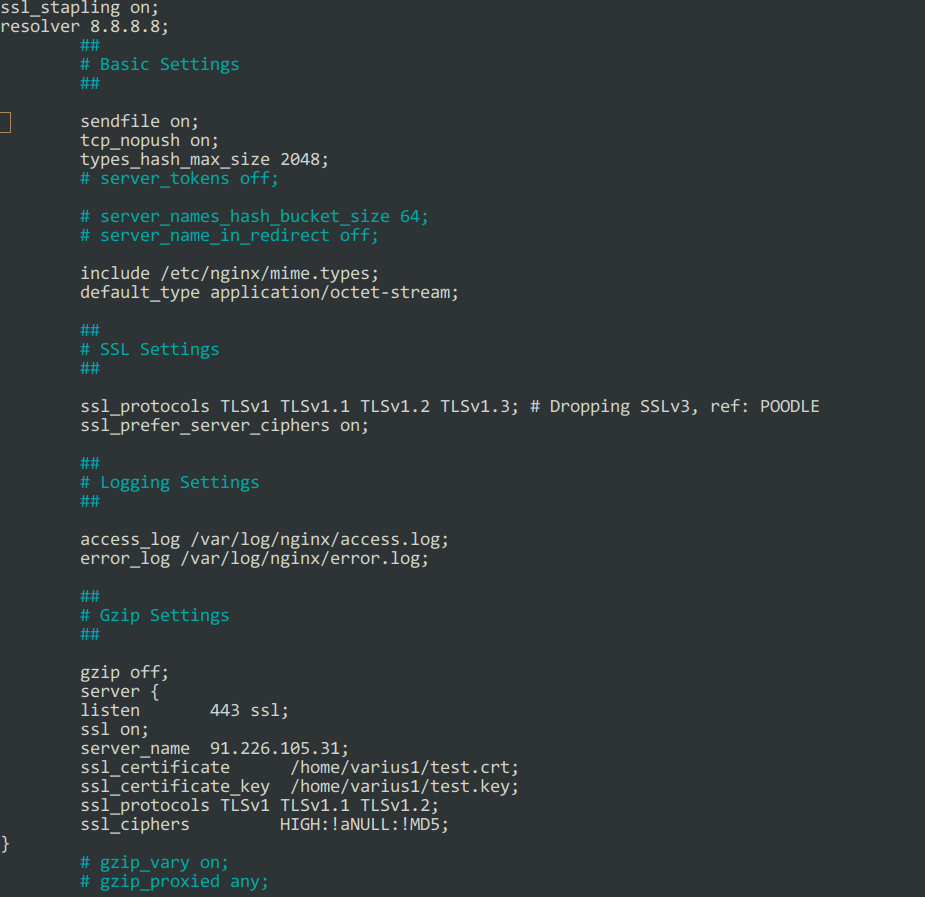 ssl_stapling on;
resolver 8.8.8.8;
##
# Basic Settings
##
sendfile on;
tcp_nopush on;
types_hash_max_size 2048;
# server_tokens off;
# server_names_hash_bucket_size 64;
# server_name_in_redirect off;
include /etc/nginx/mime.types;
default_type application/octet-stream;
##
# SSL Settings
##
ssl_protocols TLSv1 TLSv1.1 TLSv1.2 TLSv1.3; # Dropping SSLv3, ref: POODLE
ssl_prefer_server_ciphers on;
##
# Logging Settings
##
access_log /var/log/nginx/access.log;
error_log /var/log/nginx/error.log;
##
# Gzip Settings
##
gzip off;
server {
listen       443 ssl;
ssl on;
server_name  91.226.105.31;
ssl_certificate      /home/varius1/test.crt;
ssl_certificate_key  /home/varius1/test.key;
ssl_protocols TLSv1 TLSv1.1 TLSv1.2;
ssl_ciphers         HIGH:!aNULL:!MD5;
}
# gzip_vary on;
# gzip_proxied any;